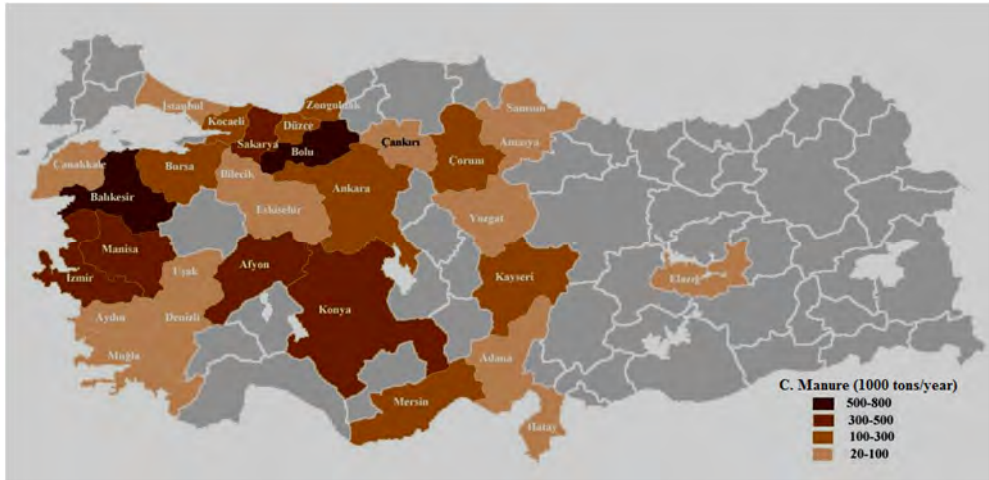 İstanbul
Zonguldak
Kocaeli
Düzce
Samsun
Sakarya
Bolu
Çankırı
Amasya
Çanakkale
Bursa
Bilecik
Çorum
Ankara
Balıkesir
Eskişehir
Yozgat
Manisa
Uşak
Afyon
İzmir
Kayseri
Elazığ
Konya
Aydın
Denizli
Muğla
Adana
Mersin
Hatay
C. Manure (1000 tons/year)
500-800
300-500
100-300
20-100